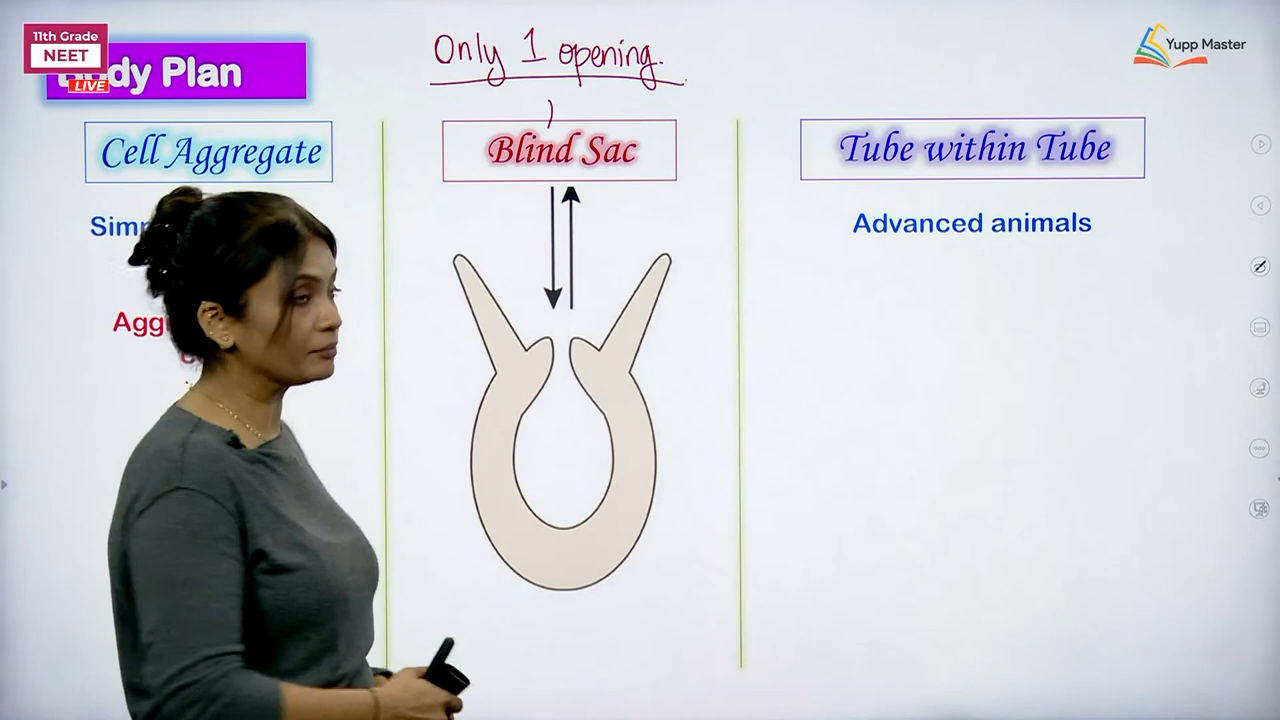 11th Grade
NEET
LIVE
Body Plan
Only 1 opening.
Yupp Master
Cell Aggregate
Blind Sac
Tube within Tube
Advanced animals